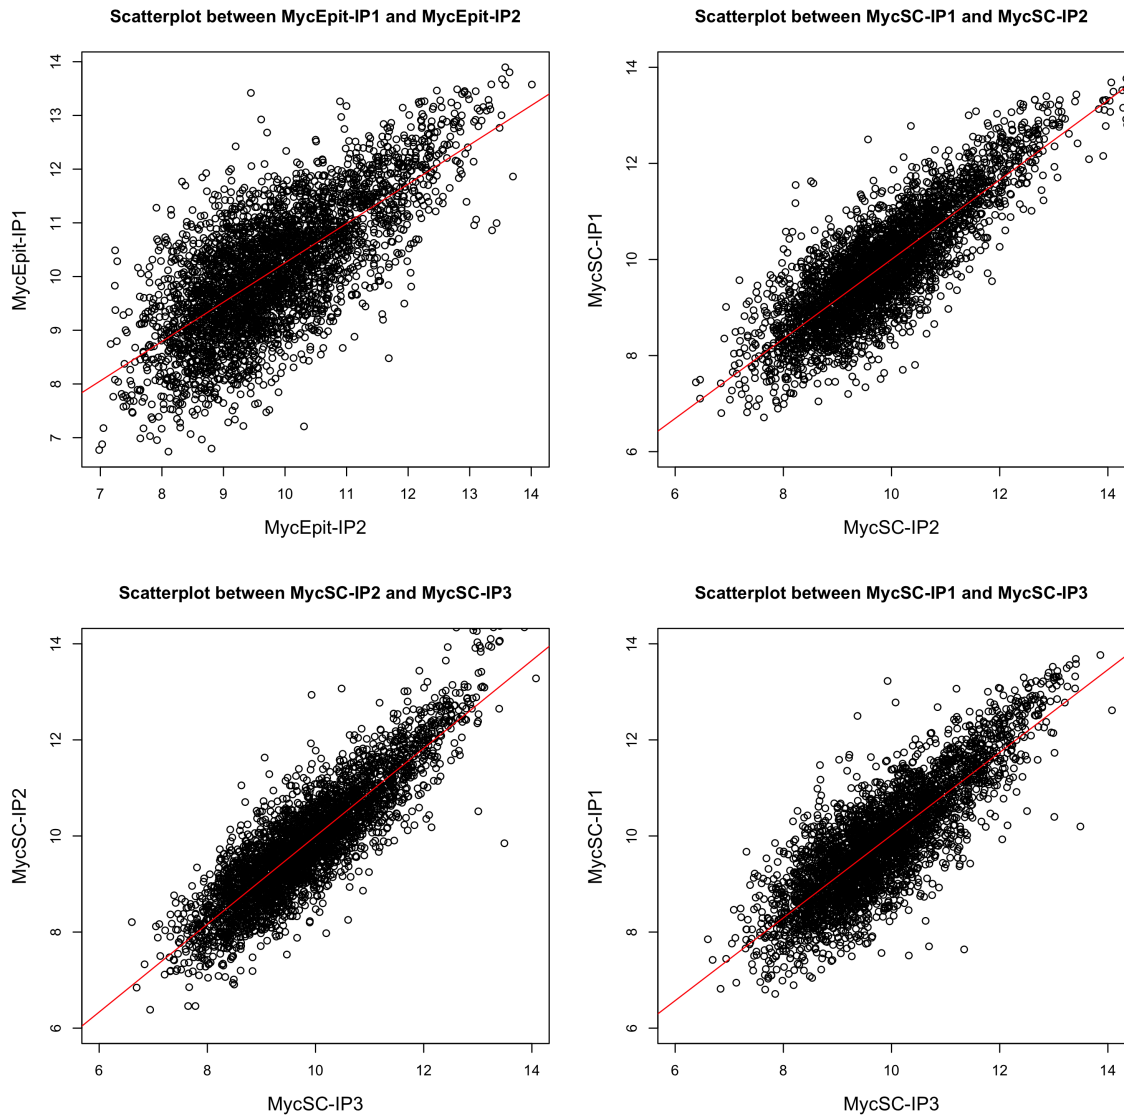 Scatterplot between MycEpit-IP1 and MycEpit-IP2
14
13
12
11
10
9
8
7
MycEpit-IP1
7 8 9 10 11 12 13 14
MycEpit-IP2
Scatterplot between MycSC-IP1 and MycSC-IP2
14
12
10
8
6
MycSC-IP1
6 8 10 12 14
MycSC-IP2
Scatterplot between MycSC-IP2 and MycSC-IP3
14
12
10
8
6
MycSC-IP2
6 8 10 12 14
MycSC-IP3
Scatterplot between MycSC-IP1 and MycSC-IP3
14
12
10
8
6
MycSC-IP1
6 8 10 12 14
MycSC-IP3